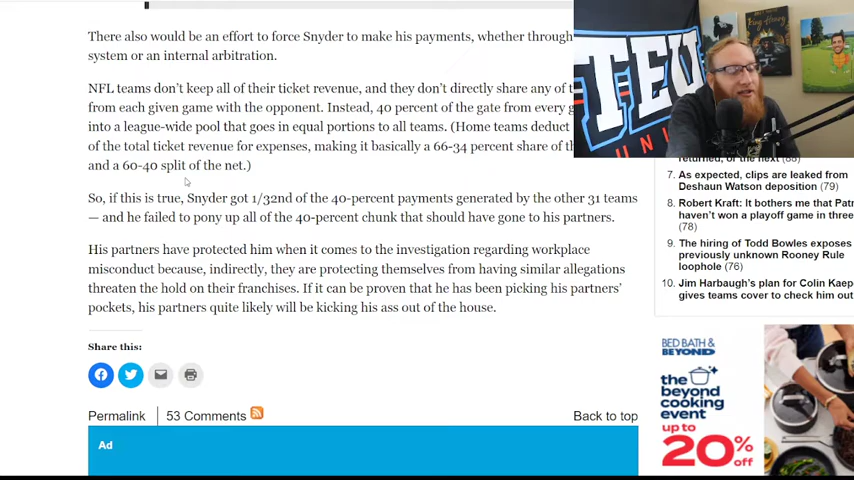 There also would be an effort to force Snyder to make his payments, whether through
system or an internal arbitration.
NFL teams don't keep all of their ticket revenue, and they don't directly share any of
from each given game with the opponent. Instead, 40 percent of the gate from every
into a league-wide pool that goes in equal portions to all teams. (Home teams deduct
of the total ticket revenue for expenses, making it basically a 66-34 percent share of
and a 60-40 split of the net.)
So, if this is true, Snyder got 1/32nd of the 40-percent payments generated by the other 31 teams
— and he failed to pony up all of the 40-percent chunk that should have gone to his partners.
His partners have protected him when it comes to the investigation regarding workplace
misconduct because, indirectly, they are protecting themselves from having similar allegations
threaten the hold on their franchises. If it can be proven that he has been picking his partners'
pockets, his partners quite likely will be kicking his ass out of the house.
Share this:
Permalink
53 Comments
Back to top
Ad
TEU
UNI
returned, or the next (88)
7. As expected, clips are leaked from
Deshaun Watson deposition (79)
8. Robert Kraft: It bothers me that Pat
haven't won a playoff game in three
(78)
9. The hiring of Todd Bowles exposes
previously unknown Rooney Rule
loophole (76)
10. Jim Harbaugh's plan for Colin Kaep
gives teams cover to check him out
BED BATH &
BEYOND
the
beyond
cooking
event
up to
20%
off